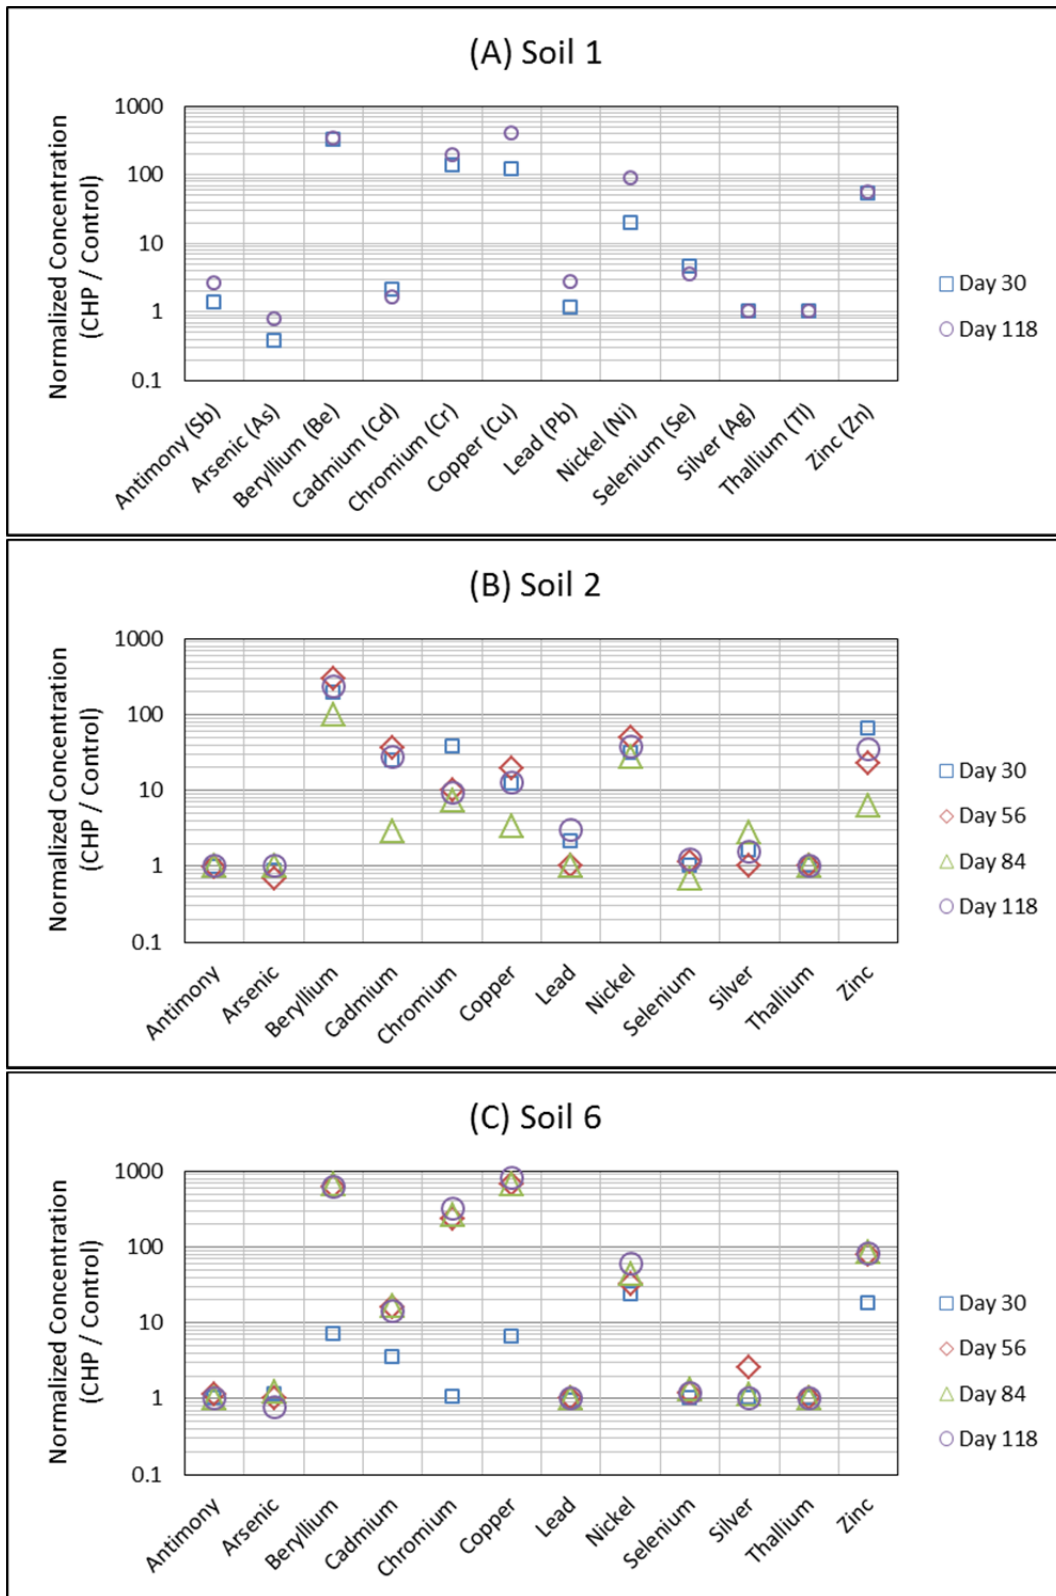 (A) Soil 1
Normalized Concentration
(CHP / Control)
1000
100
10
1
0.1
Antimony (Sb)
Arsenic (As)
Beryllium (Be)
Cadmium (Cd)
Chromium (Cr)
Copper (Cu)
Lead (Pb)
Nickel (Ni)
Selenium (Se)
Silver (Ag)
Thallium (Tl)
Zinc (Zn)
Day 30
Day 118
(B) Soil 2
Normalized Concentration
(CHP / Control)
1000
100
10
1
0.1
Antimony
Arsenic
Beryllium
Cadmium
Chromium
Copper
Lead
Nickel
Selenium
Silver
Thallium
Zinc
Day 30
Day 56
Day 84
Day 118
(C) Soil 6
Normalized Concentration
(CHP / Control)
1000
100
10
1
0.1
Antimony
Arsenic
Beryllium
Cadmium
Chromium
Copper
Lead
Nickel
Selenium
Silver
Thallium
Zinc
Day 30
Day 56
Day 84
Day 118